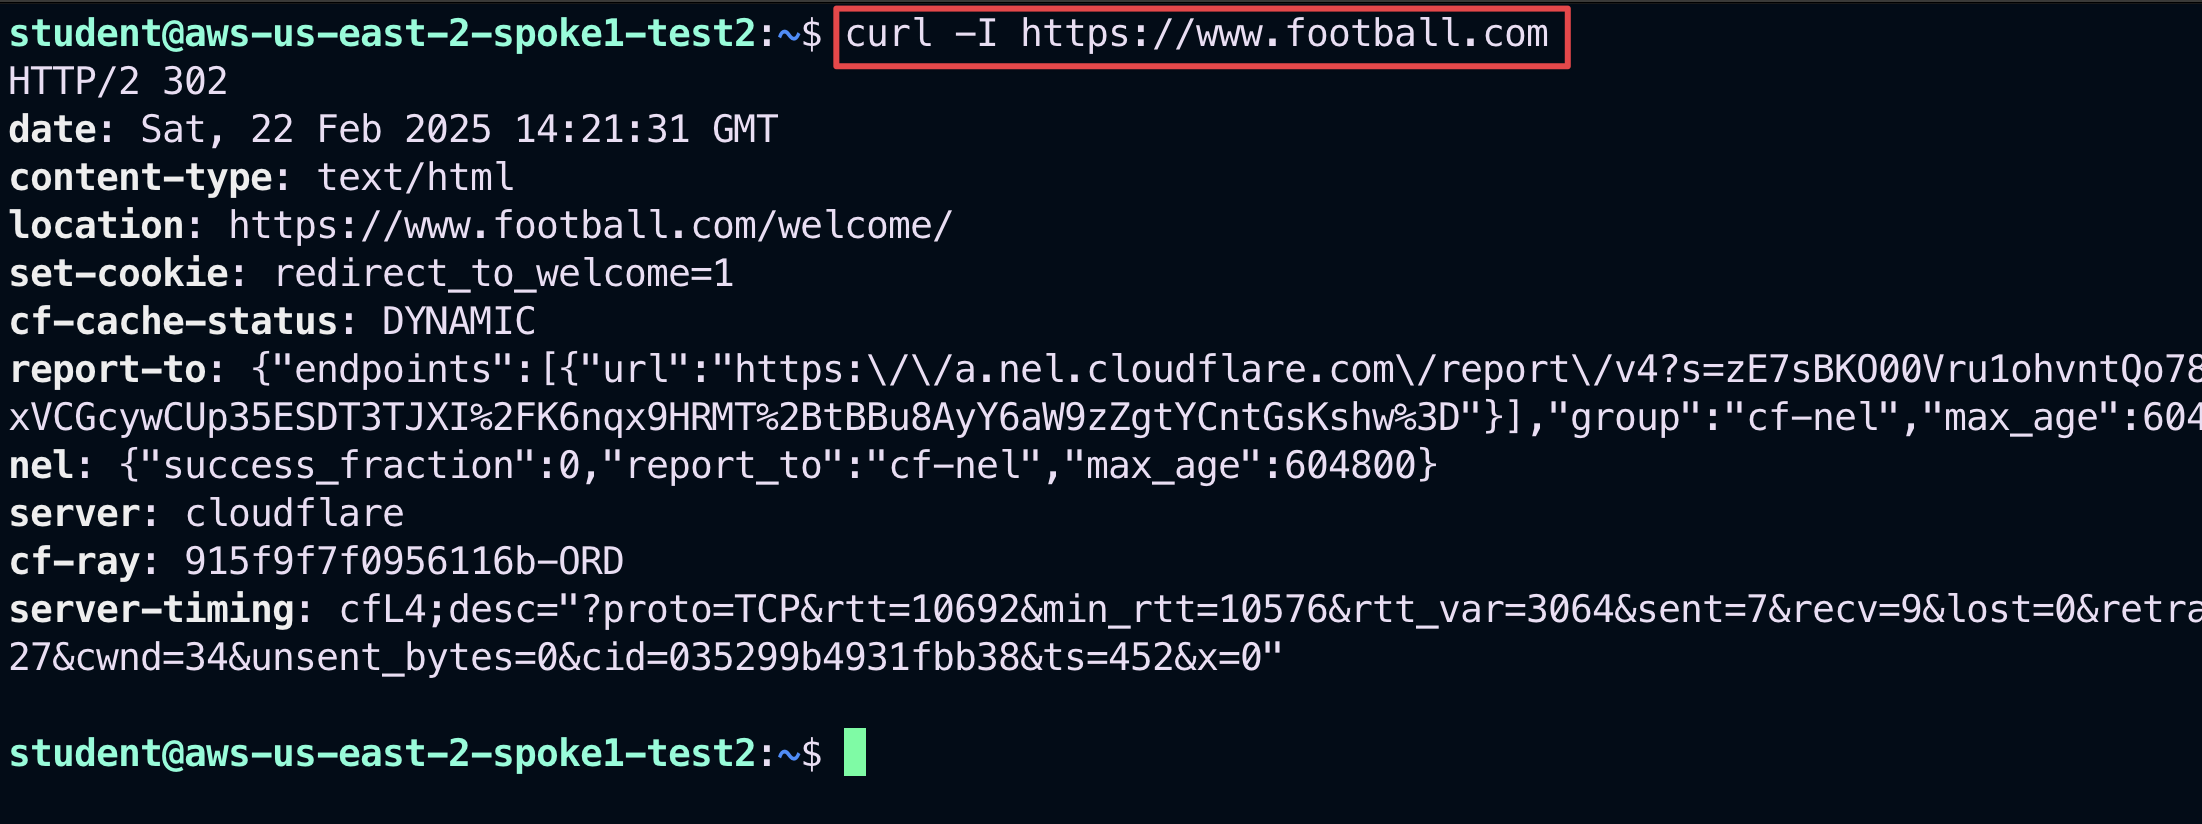 student@aws-us-east-2-spoke1-test2:~$ curl -I https://www.football.com
HTTP/2 302
date: Sat, 22 Feb 2025 14:21:31 GMT
content-type: text/html
location: https://www.football.com/welcome/
set-cookie: redirect_to_welcome=1
cf-cache-status: DYNAMIC
report-to: {"endpoints":[{"url":"https:\/\/a.nel.cloudflare.com\/report\/v4?s=zE7sBKO00Vru1ohvntQo78
xVCGcywCUp35ESDT3TJXI%2FK6nqx9HRMT%2BtBBu8AyY6aW9zZgtYCntGsKshw%3D"}],"group":"cf-nel","max_age":604
nel: {"success_fraction":0,"report_to":"cf-nel","max_age":604800}
server: cloudflare
cf-ray: 915f9f7f0956116b-ORD
server-timing: cfL4;desc="?proto=TCP&rtt=10692&min_rtt=10576&rtt_var=3064&sent=7&recv=9&lost=0&retra
27&cwnd=34&unsent_bytes=0&cid=035299b4931fbb38&ts=452&x=0"
student@aws-us-east-2-spoke1-test2:~$